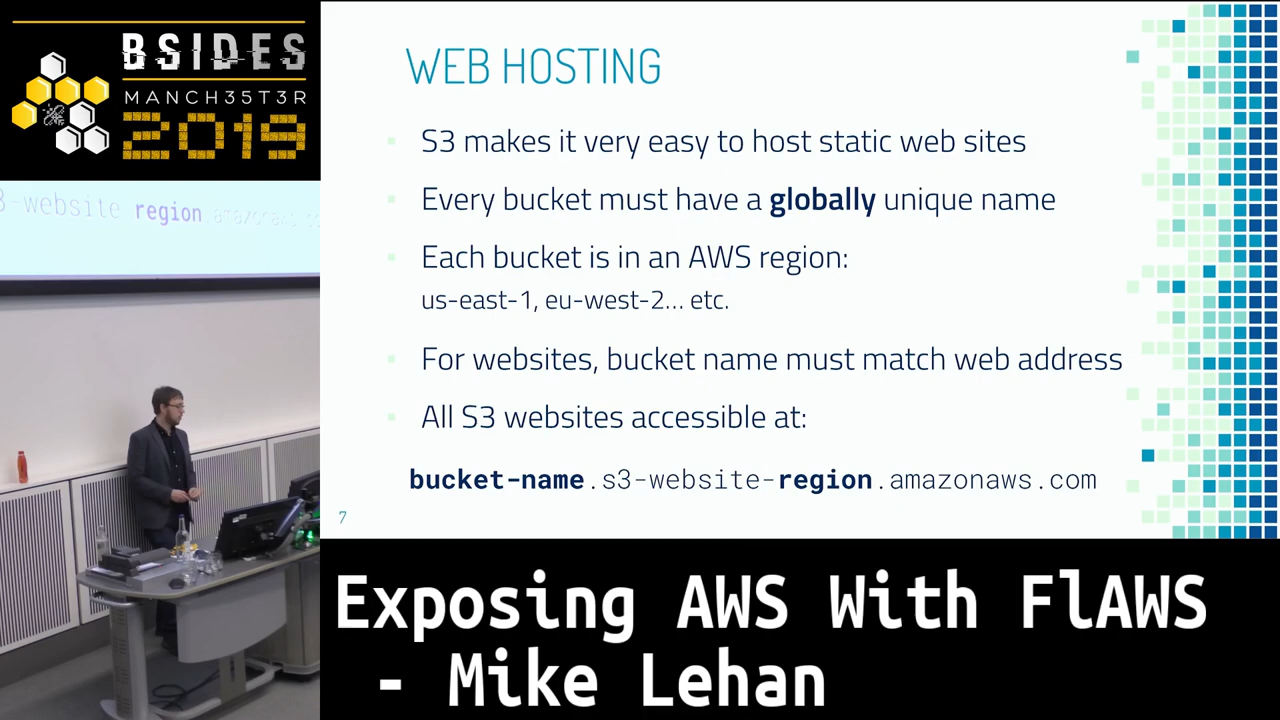 BSIDES
MANCH35T3R
2019
3-website region.amazonaws.co
WEB HOSTING
S3 makes it very easy to host static web sites
Every bucket must have a globally unique name
Each bucket is in an AWS region:
us-east-1, eu-west-2... etc.
For websites, bucket name must match web address
All S3 websites accessible at:
bucket-name.s3-website-region.amazonaws.com
7
Exposing AWS With FlAWS
- Mike Lehan